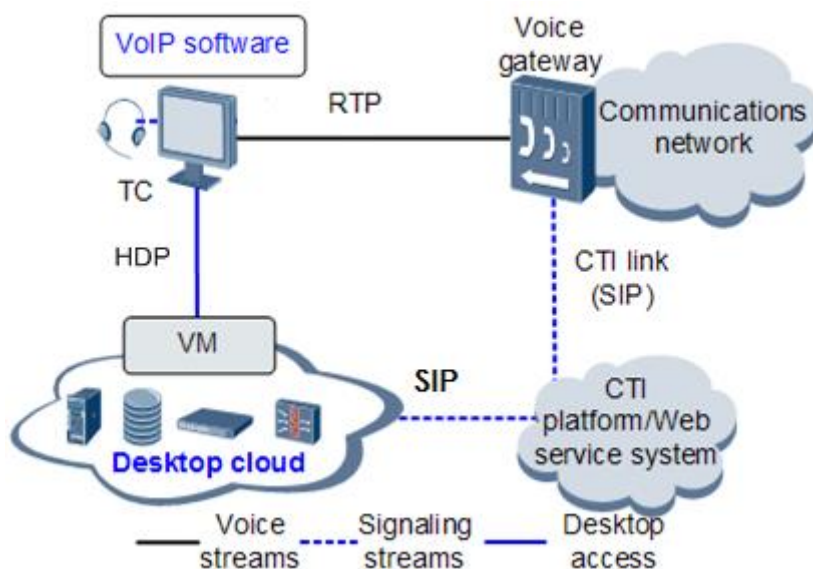 VoIP software
Voice
gateway
RTP
Communications
network
TC
HDP
CTI link
(SIP)
VM
SIP
CTI
platform/Web
service system
Desktop cloud
Voice
streams
Signaling
streams
Desktop
access